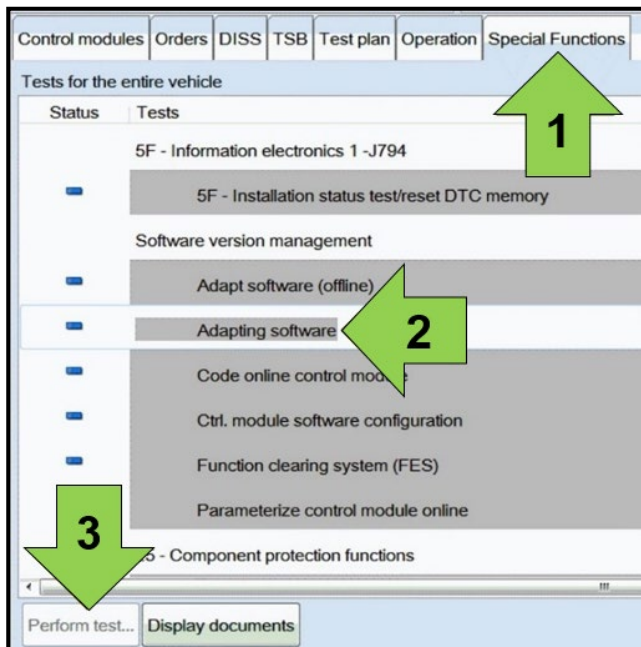 Control modules Orders DISS TSB Test plan Operation Special Functions
Tests for the entire vehicle
Status Tests
1
5F - Information electronics 1 -J794
5F - Installation status test/reset DTC memory
Software version management
Adapt software (offline)
Adapting software
2
Code online control module
Ctrl. module software configuration
Function clearing system (FES)
Parameterize control module online
3
5 - Component protection functions
Perform test... Display documents